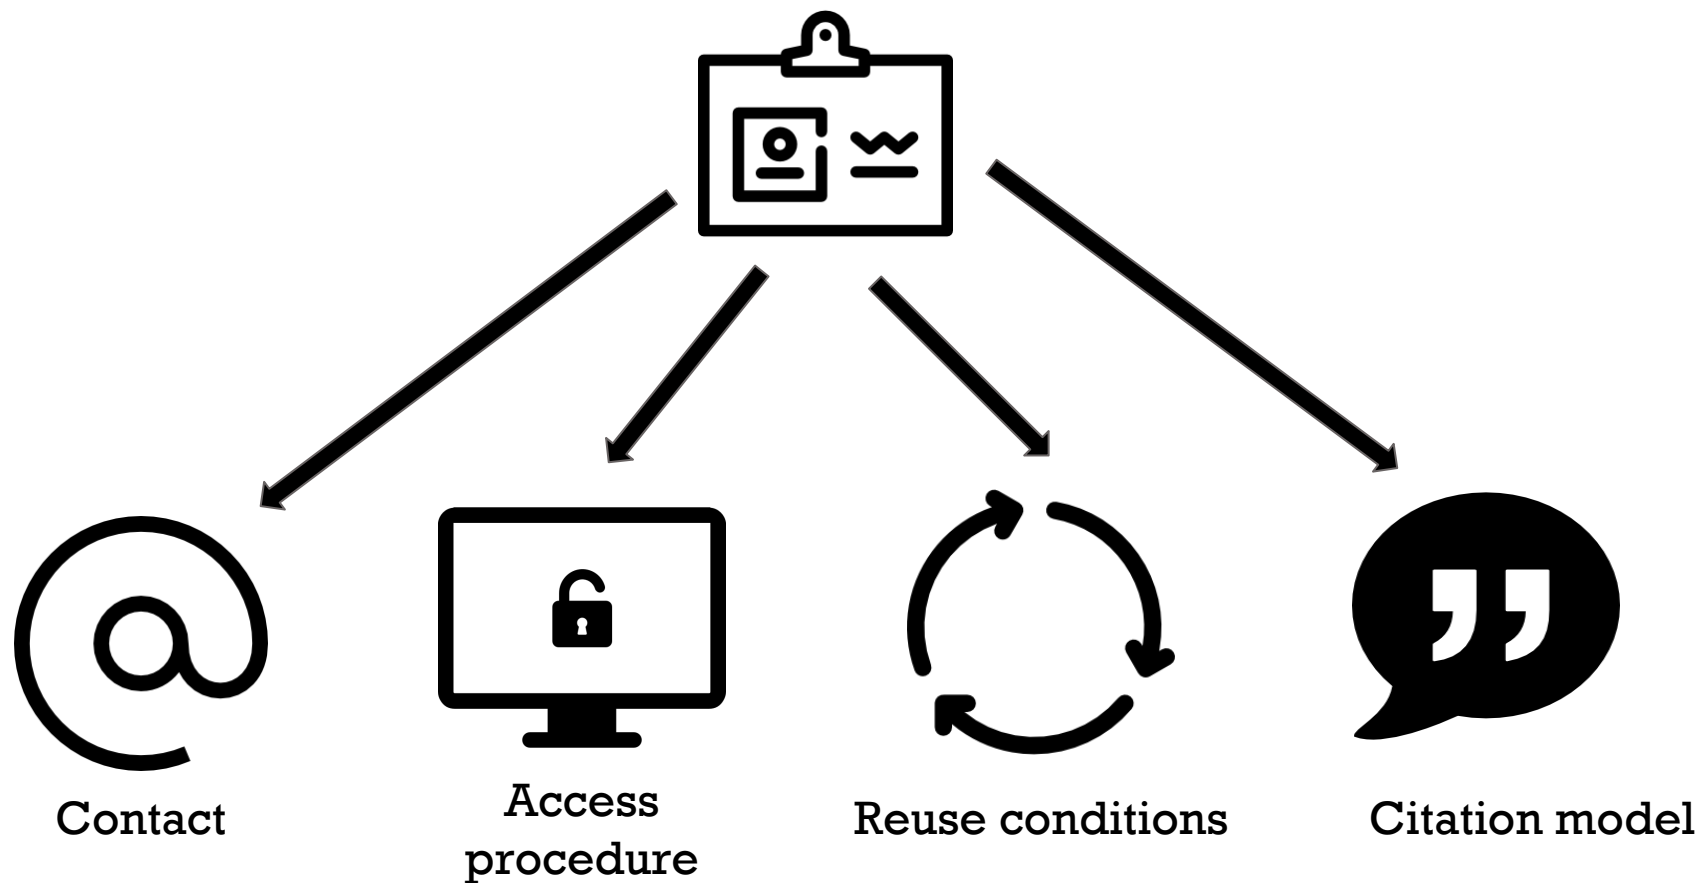 Contact
Access
procedure
Reuse conditions
Citation model